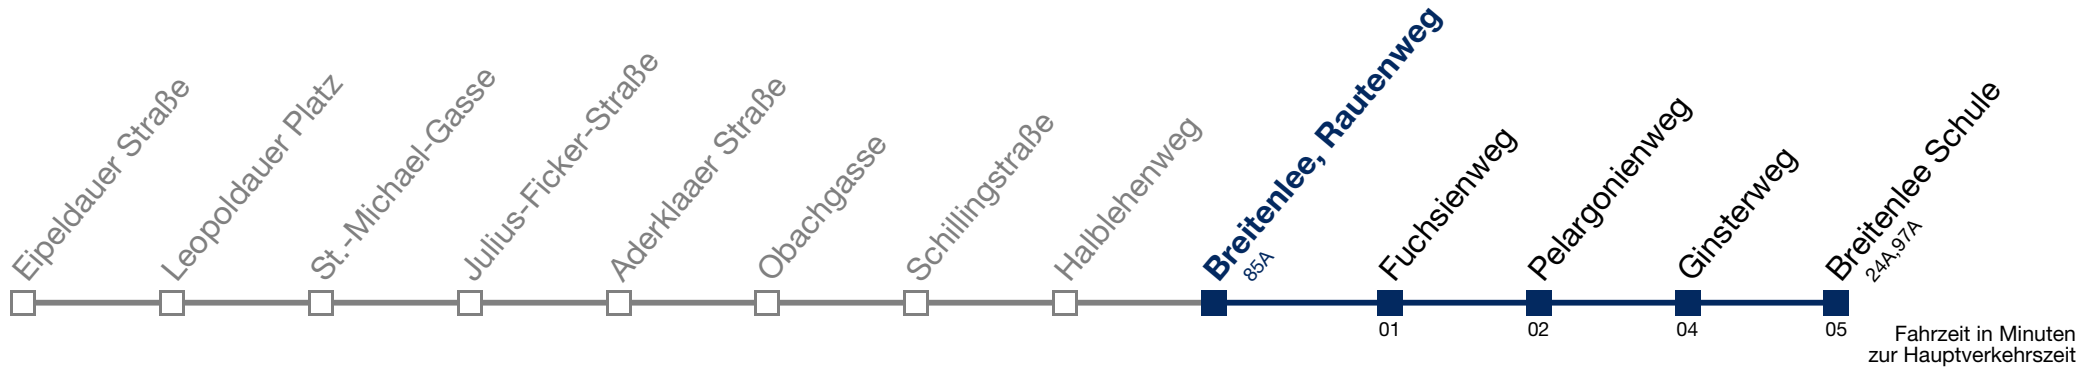 Eipeldauer Straße
Leopoldauer Platz
St.-Michael-Gasse
Julius-Ficker-Straße
Aderklaaer Straße
Obachgasse
Schillingstraße
Halblehenweg
Breitenlee, Rautenweg
85A
Fuchsienweg
Pelargonienweg
Ginsterweg
Breitenlee Schule
24A,97A
01
02
04
05
Fahrzeit in Minuten
zur Hauptverkehrszeit